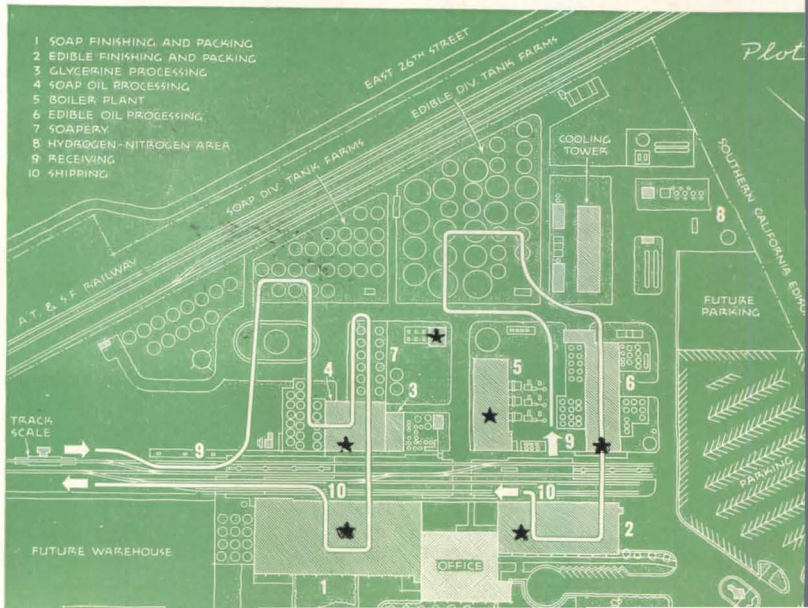 1 SOAP FINISHING AND PACKING
2 EDIBLE FINISHING AND PACKING
3 GLYCERINE PROCESSING
4 SOAP OIL PROCESSING
5 BOILER PLANT
6 EDIBLE OIL PROCESSING
7 SOAPERY
8 HYDROGEN-NITROGEN AREA
9 RECEIVING
10 SHIPPING
Plot
EAST 26TH STREET
EDIBLE DIV. TANK FARMS
SOAP DIV. TANK FARMS
A.T. & S.F. RAILWAY
COOLING
TOWER
SOUTHERN CALIFORNIA
8
FUTURE
PARKING
7
4
3
5
6
TRACK
SCALE
9
9
PARKING
10
10
FUTURE WAREHOUSE
1
OFFICE
2